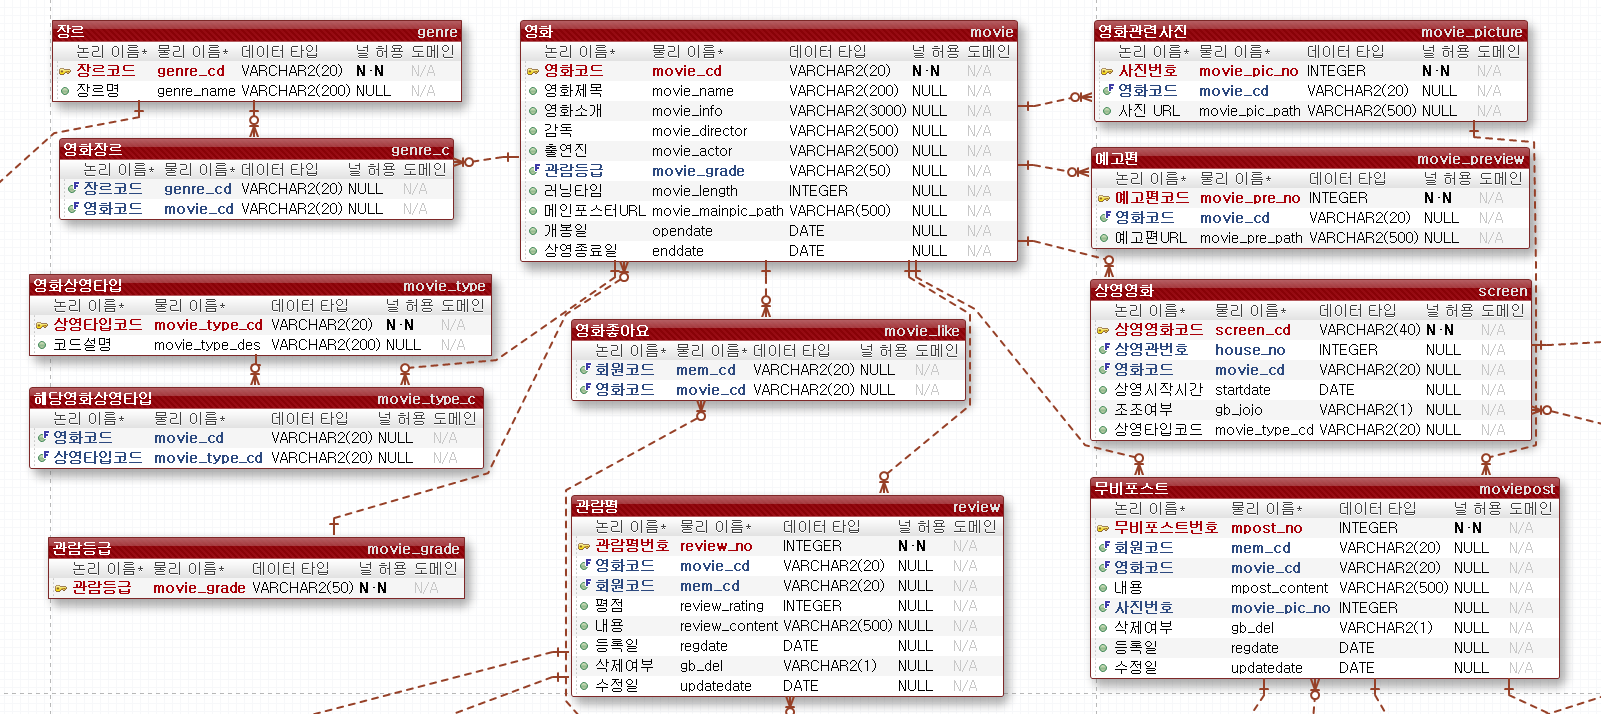 장르 genre
논리 이름* 물리 이름* 데이터 타입 널 허용 도메인
장르코드 genre_cd VARCHAR2(20) N-N N/A
장르명 genre_name VARCHAR2(200) NULL N/A
영화장르 genre_c
논리 이름* 물리 이름* 데이터 타입 널 허용 도메인
장르코드 genre_cd VARCHAR2(20) NULL N/A
영화코드 movie_cd VARCHAR2(20) NULL N/A
영화상영타입 movie_type
논리 이름* 물리 이름* 데이터 타입 널 허용 도메인
상영타입코드 movie_type_cd VARCHAR2(20) N-N N/A
코드설명 movie_type_des VARCHAR2(200) NULL N/A
해당영화상영타입 movie_type_c
논리 이름* 물리 이름* 데이터 타입 널 허용 도메인
영화코드 movie_cd VARCHAR2(20) NULL N/A
상영타입코드 movie_type_cd VARCHAR2(20) NULL N/A
관람등급 movie_grade
논리 이름* 물리 이름* 데이터 타입 널 허용 도메인
관람등급 movie_grade VARCHAR2(50) N-N N/A
영화 movie
논리 이름* 물리 이름* 데이터 타입 널 허용 도메인
영화코드 movie_cd VARCHAR2(20) N-N N/A
영화제목 movie_name VARCHAR2(200) NULL N/A
영화소개 movie_info VARCHAR2(3000) NULL N/A
감독 movie_director VARCHAR2(500) NULL N/A
출연진 movie_actor VARCHAR2(500) NULL N/A
관람등급 movie_grade VARCHAR2(50) NULL N/A
러닝타임 movie_length INTEGER NULL N/A
메인포스터URL movie_mainpic_path VARCHAR(500) NULL N/A
개봉일 opendate DATE NULL N/A
상영종료일 enddate DATE NULL N/A
영화좋아요 movie_like
논리 이름* 물리 이름* 데이터 타입 널 허용 도메인
회원코드 mem_cd VARCHAR2(20) NULL N/A
영화코드 movie_cd VARCHAR2(20) NULL N/A
관람평 review
논리 이름* 물리 이름* 데이터 타입 널 허용 도메인
관람평번호 review_no INTEGER N-N N/A
영화코드 movie_cd VARCHAR2(20) NULL N/A
회원코드 mem_cd VARCHAR2(20) NULL N/A
평점 review_rating INTEGER NULL N/A
내용 review_content VARCHAR2(500) NULL N/A
등록일 regdate DATE NULL N/A
삭제여부 gb_del VARCHAR2(1) NULL N/A
수정일 updatedate DATE NULL N/A
영화관련사진 movie_picture
논리 이름* 물리 이름* 데이터 타입 널 허용 도메인
사진번호 movie_pic_no INTEGER N-N N/A
영화코드 movie_cd VARCHAR2(20) NULL N/A
사진 URL movie_pic_path VARCHAR2(500) NULL N/A
예고편 movie_preview
논리 이름* 물리 이름* 데이터 타입 널 허용 도메인
예고편코드 movie_pre_no INTEGER N-N N/A
영화코드 movie_cd VARCHAR2(20) NULL N/A
예고편URL movie_pre_path VARCHAR2(500) NULL N/A
상영영화 screen
논리 이름* 물리 이름* 데이터 타입 널 허용 도메인
상영영화코드 screen_cd VARCHAR2(40) N-N N/A
상영관번호 house_no INTEGER NULL N/A
영화코드 movie_cd VARCHAR2(20) NULL N/A
상영시작시간 startdate DATE NULL N/A
조조여부 gb_jojo VARCHAR2(1) NULL N/A
상영타입코드 movie_type_cd VARCHAR2(20) NULL N/A
무비포스트 moviepost
논리 이름* 물리 이름* 데이터 타입 널 허용 도메인
무비포스트번호 mpost_no INTEGER N-N N/A
회원코드 mem_cd VARCHAR2(20) NULL N/A
영화코드 movie_cd VARCHAR2(20) NULL N/A
내용 mpost_content VARCHAR2(500) NULL N/A
사진번호 movie_pic_no INTEGER NULL N/A
삭제여부 gb_del VARCHAR2(1) NULL N/A
등록일 regdate DATE NULL N/A
수정일 updatedate DATE NULL N/A